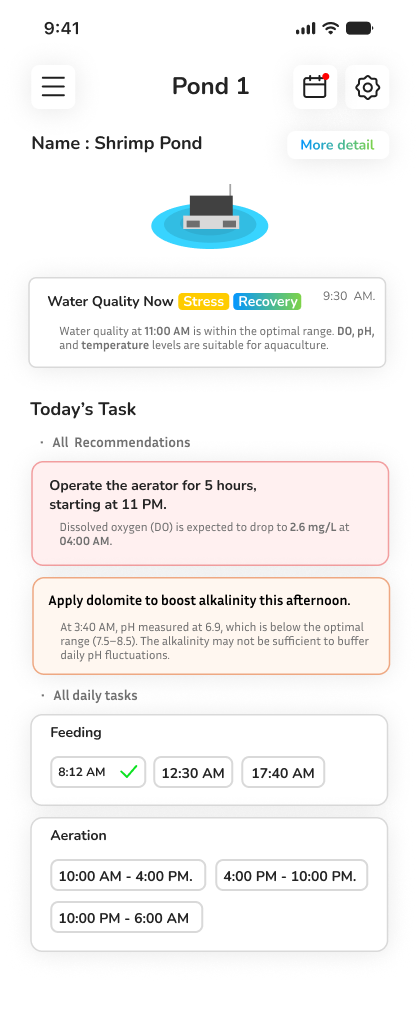 9:41
Pond 1
Name : Shrimp Pond
More detail
Water Quality Now Stress Recovery 9:30 AM.
Water quality at 11:00 AM is within the optimal range. DO, pH,
and temperature levels are suitable for aquaculture.
Today's Task
· All Recommendations
Operate the aerator for 5 hours,
starting at 11 PM.
Dissolved oxygen (DO) is expected to drop to 2.6 mg/L at
04:00 AM.
Apply dolomite to boost alkalinity this afternoon.
At 3:40 AM, pH measured at 6.9, which is below the optimal
range (7.5–8.5). The alkalinity may not be sufficient to buffer
daily pH fluctuations.
· All daily tasks
Feeding
8:12 AM 12:30 AM 17:40 AM
Aeration
10:00 AM - 4:00 PM. 4:00 PM - 10:00 PM.
10:00 PM - 6:00 AM